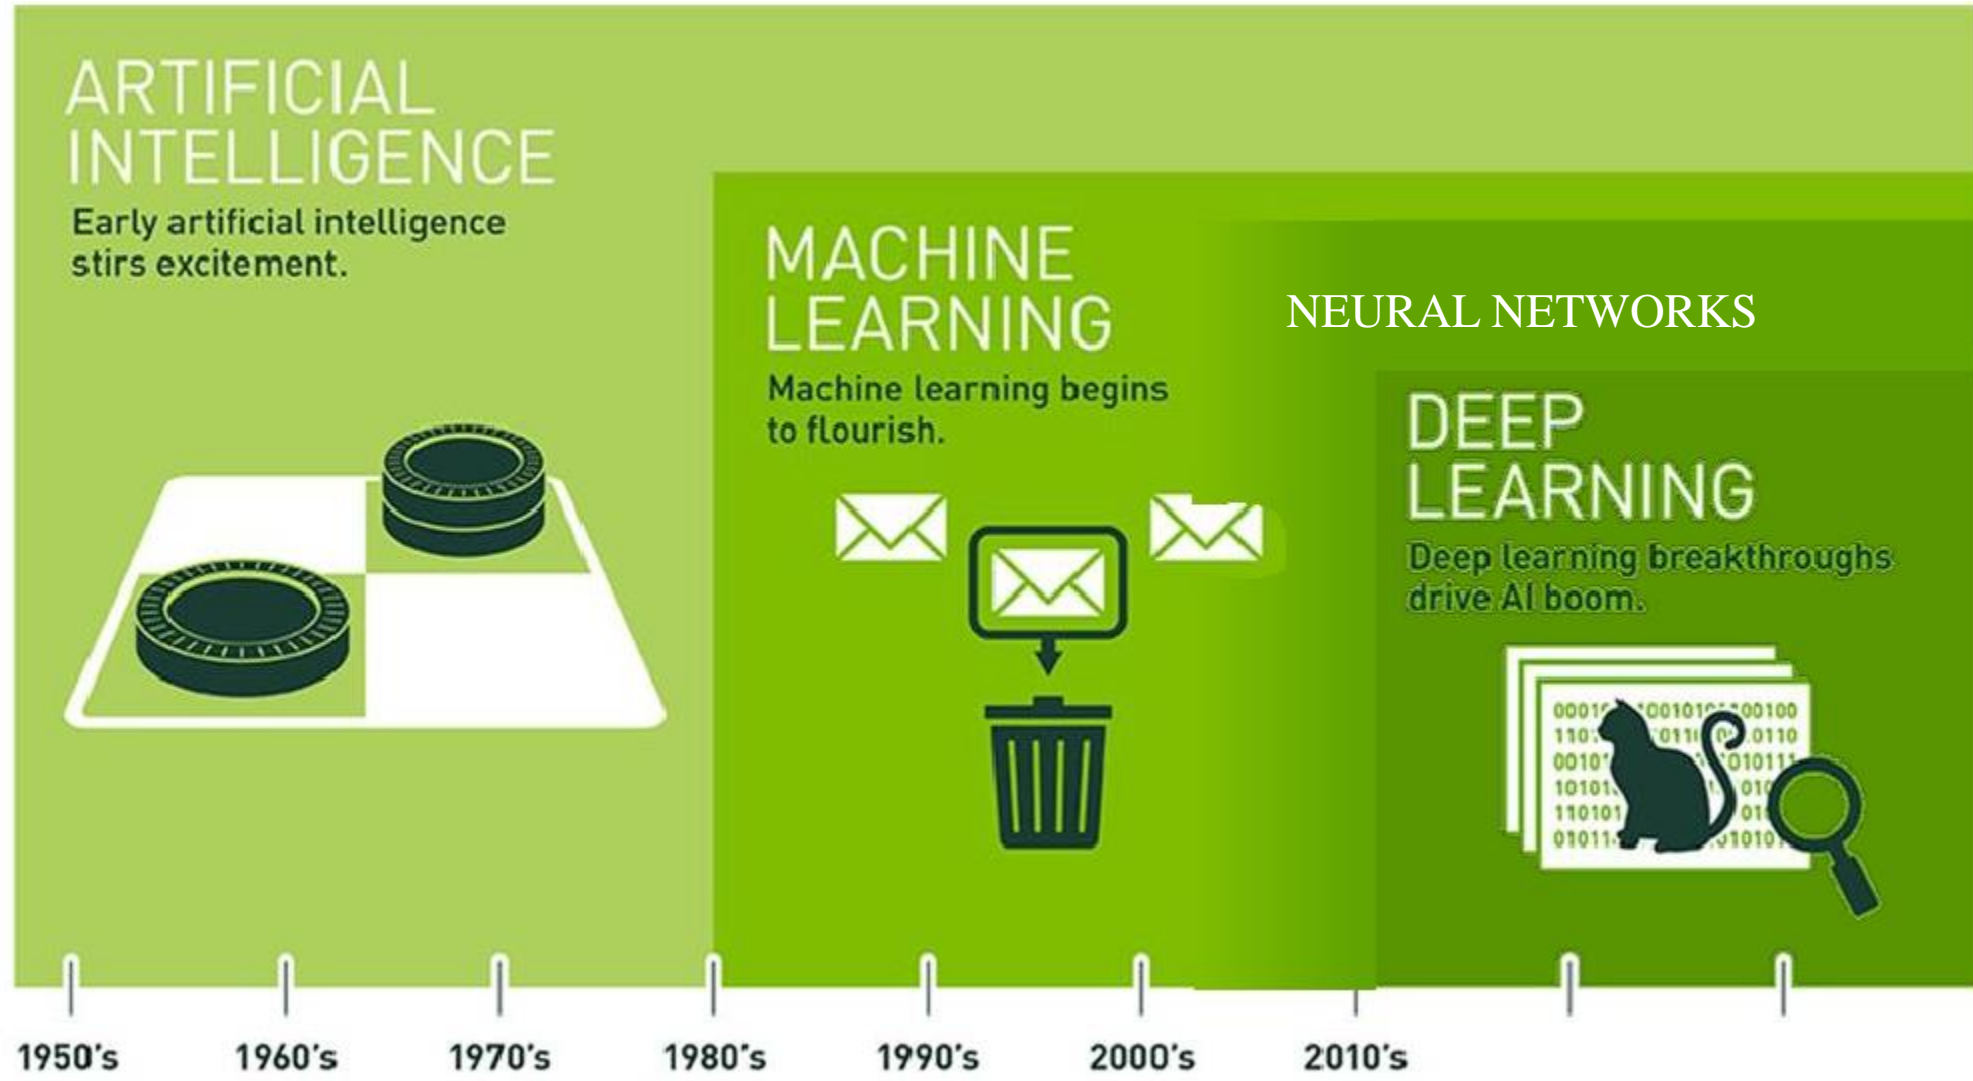 ARTIFICIAL
INTELLIGENCE
Early artificial intelligence
stirs excitement.
MACHINE
LEARNING
Machine learning begins
to flourish.
NEURAL NETWORKS
DEEP
LEARNING
Deep learning breakthroughs
drive AI boom.
1950's
1960's
1970's
1980's
1990's
2000's
2010's